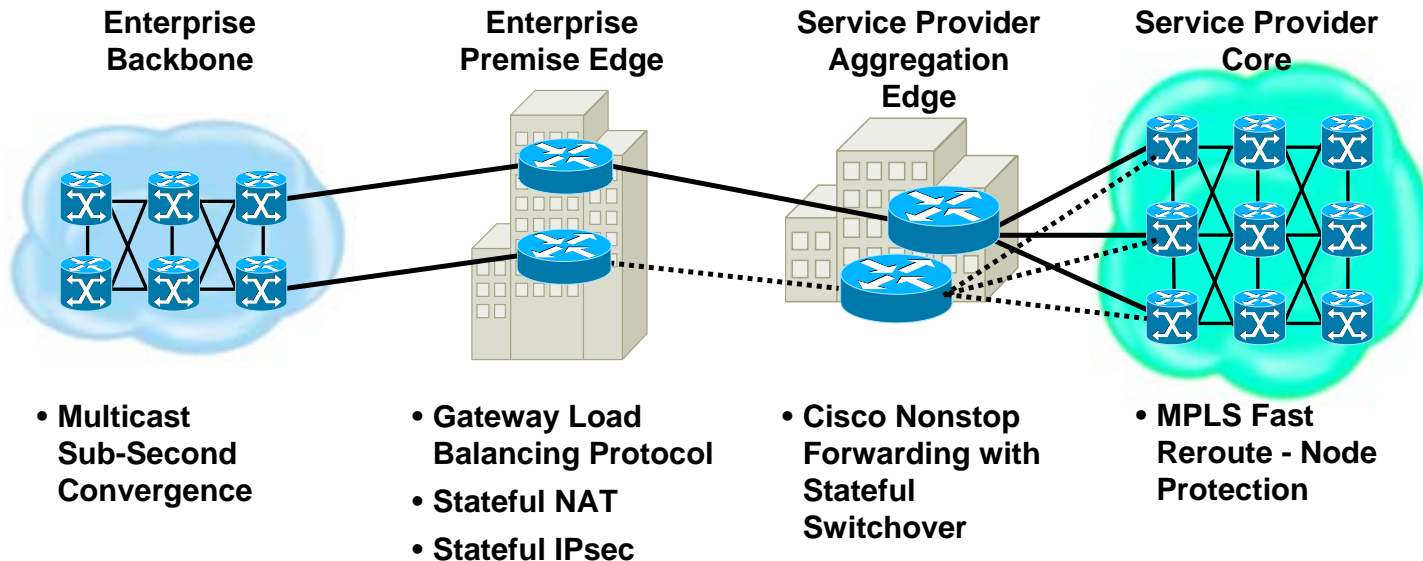 Enterprise
Backbone
Enterprise
Premise Edge
Service Provider
Aggregation
Edge
Service Provider
Core
• Multicast
Sub-Second
Convergence
• Gateway Load
Balancing Protocol
• Stateful NAT
• Stateful IPsec
• Cisco Nonstop
Forwarding with
Stateful
Switchover
• MPLS Fast
Reroute - Node
Protection